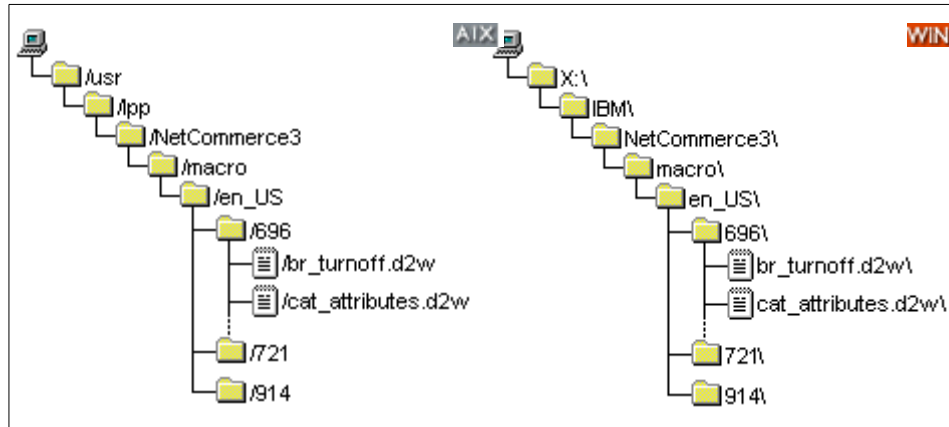 AIX
/usr
/lpp
/NetCommerce3
/macro
/en_US
/696
/br_turnoff.d2w
/cat_attributes.d2w
/721
/914
WIN
X:\
IBM\
NetCommerce3\
macro\
en_US\
696\
br_turnoff.d2w\
cat_attributes.d2w\
721\
914\